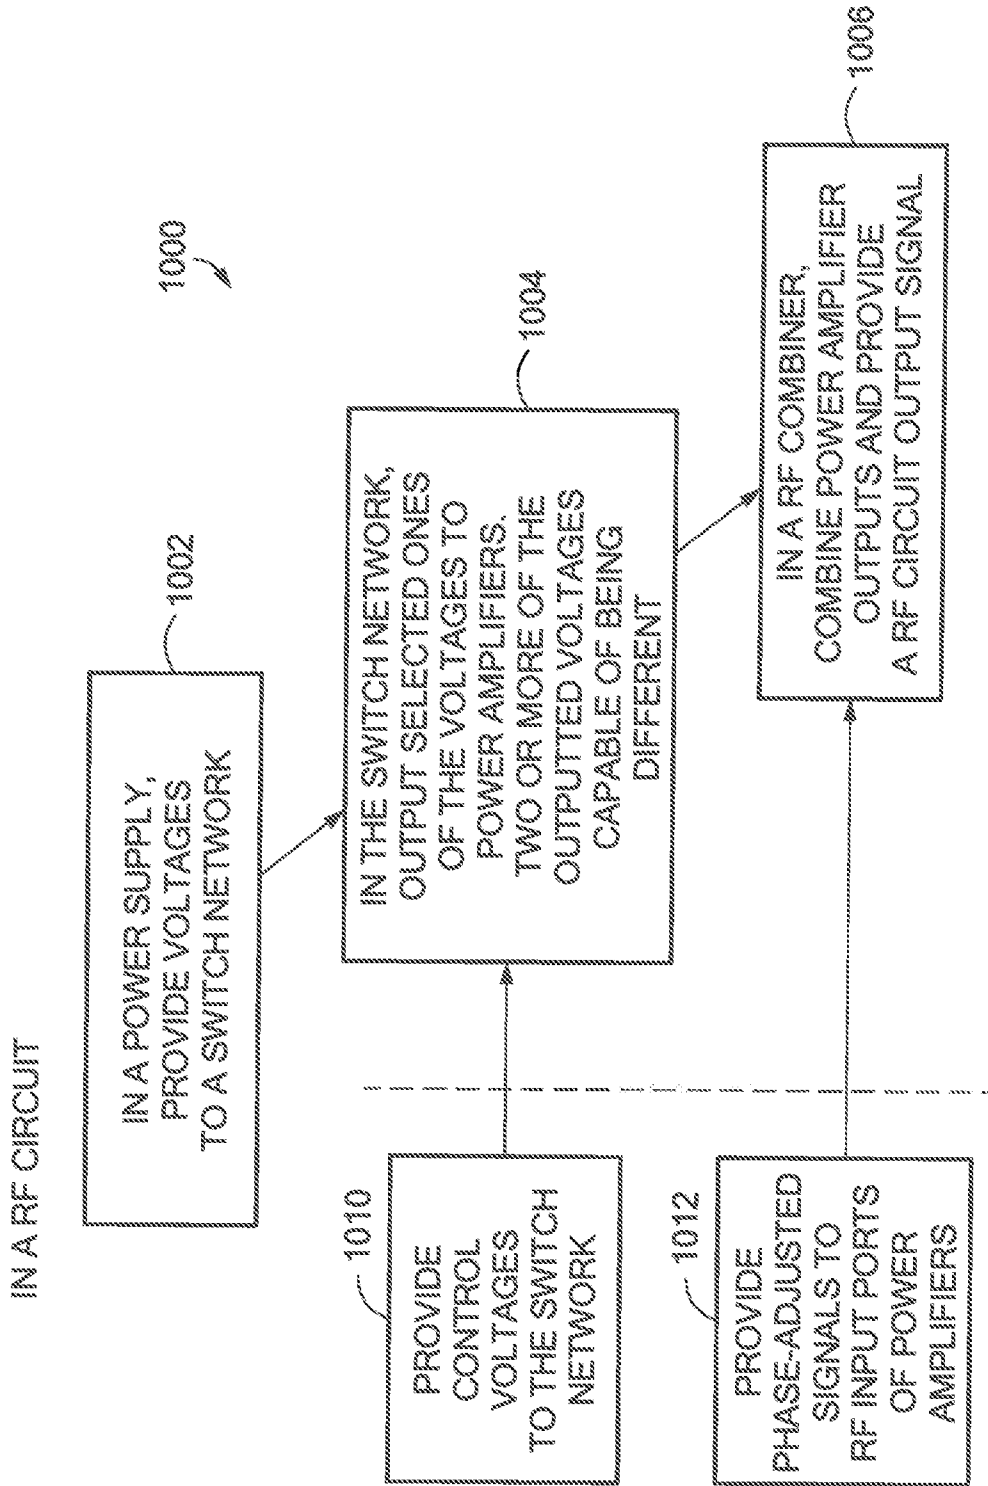 IN A RF CIRCUIT
1000
1002
IN A POWER SUPPLY,
PROVIDE VOLTAGES
TO A SWITCH NETWORK
1004
IN THE SWITCH NETWORK,
OUTPUT SELECTED ONES
OF THE VOLTAGES TO
POWER AMPLIFIERS.
TWO OR MORE OF THE
OUTPUTTED VOLTAGES
CAPABLE OF BEING
DIFFERENT
1010
PROVIDE
CONTROL
VOLTAGES
TO THE SWITCH
NETWORK
1006
IN A RF COMBINER,
COMBINE POWER AMPLIFIER
OUTPUTS AND PROVIDE
A RF CIRCUIT OUTPUT SIGNAL
1012
PROVIDE
PHASE-ADJUSTED
SIGNALS TO
RF INPUT PORTS
OF POWER
AMPLIFIERS